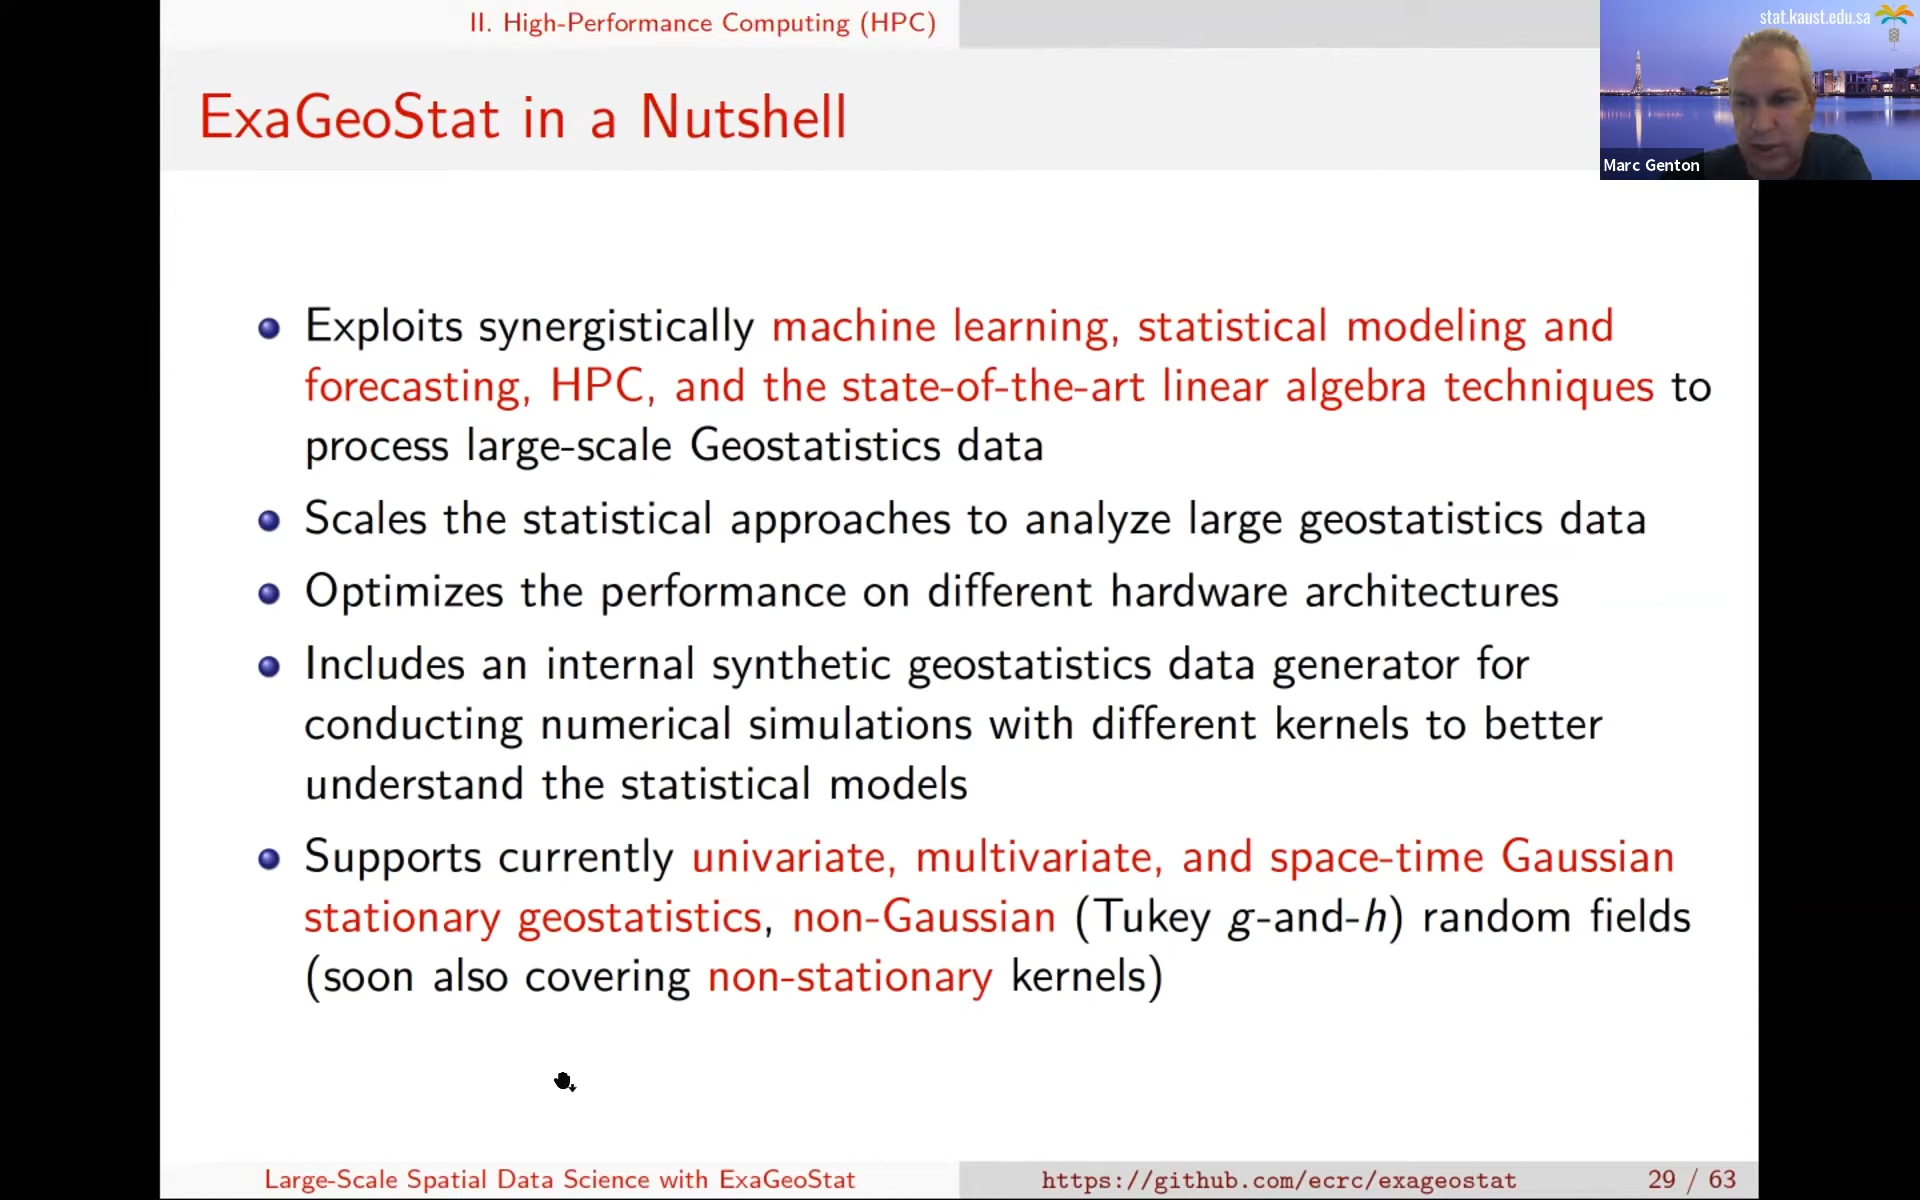 II. High-Performance Computing (HPC)
stat.kaust.edu.sa
ExaGeoStat in a Nutshell
Marc Genton
Exploits synergistically machine learning, statistical modeling and
forecasting, HPC, and the state-of-the-art linear algebra techniques to
process large-scale Geostatistics data
Scales the statistical approaches to analyze large geostatistics data
Optimizes the performance on different hardware architectures
Includes an internal synthetic geostatistics data generator for
conducting numerical simulations with different kernels to better
understand the statistical models
Supports currently univariate, multivariate, and space-time Gaussian
stationary geostatistics, non-Gaussian (Tukey g-and-h) random fields
(soon also covering non-stationary kernels)
Large-Scale Spatial Data Science with ExaGeoStat
https://github.com/ecrc/exageostat
29 / 63